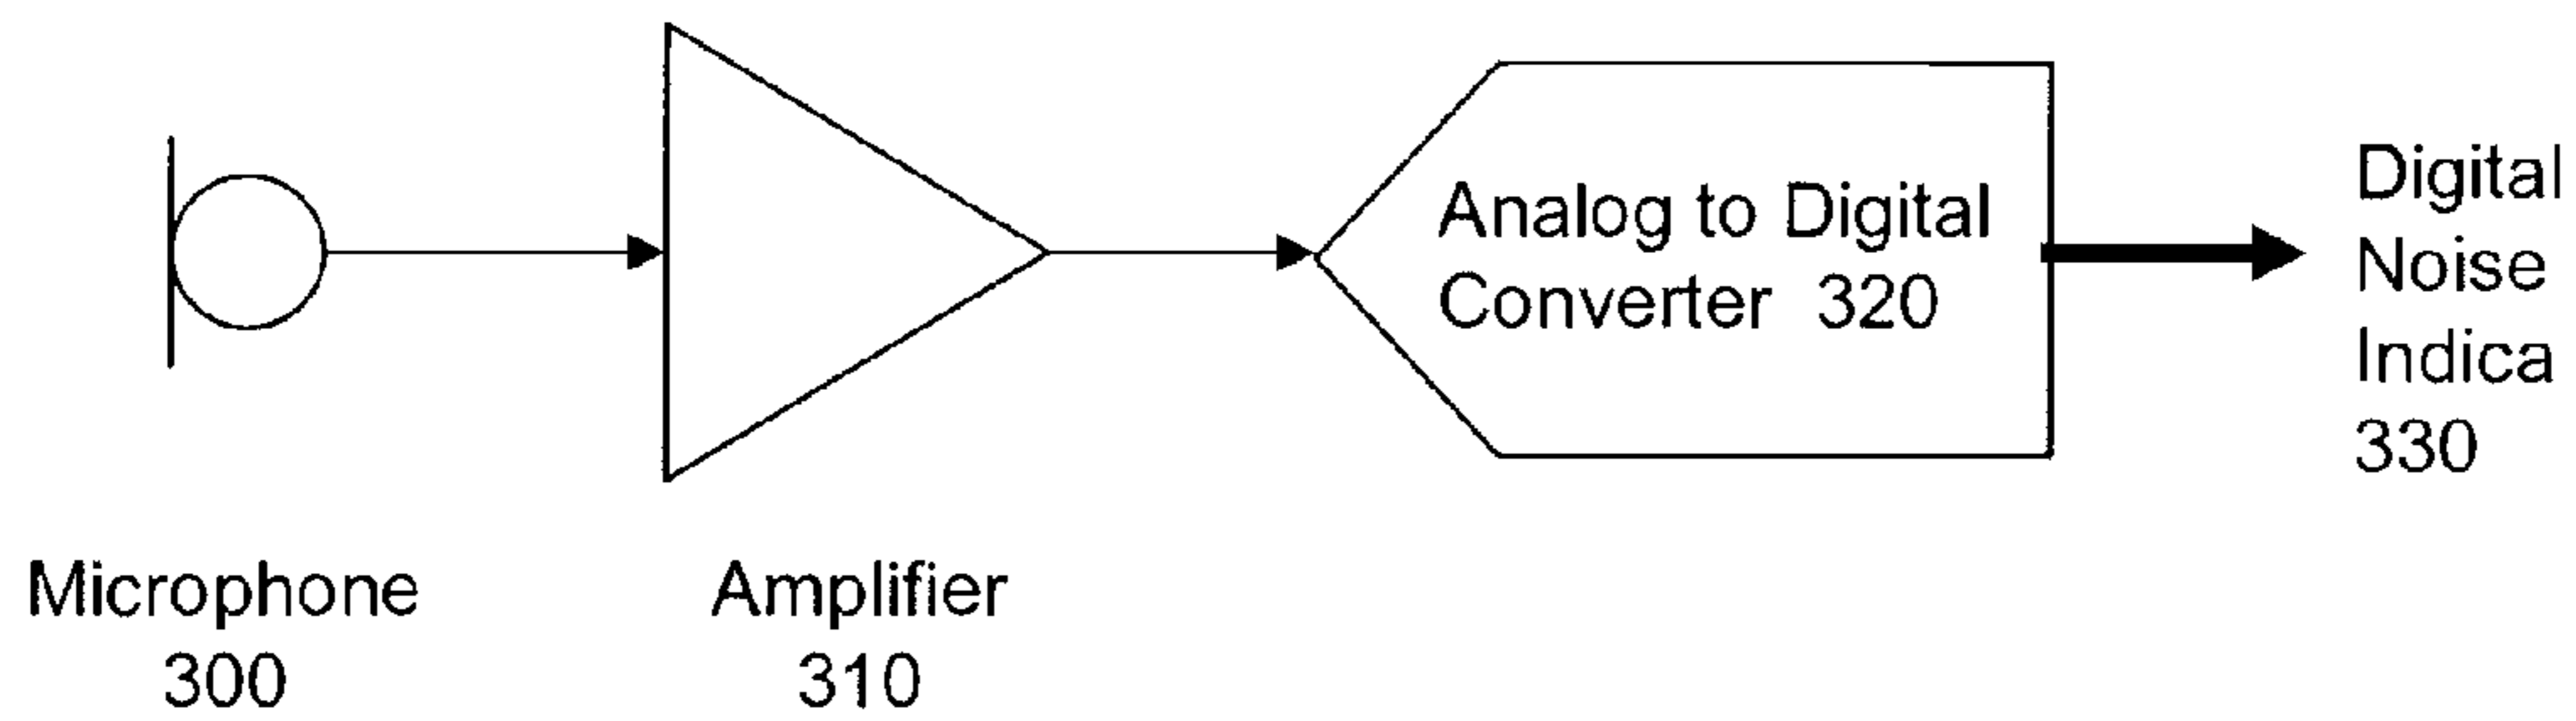 Analog to Digital
Converter 320
Digital
Noise
Indica
330
Microphone
300
Amplifier
310